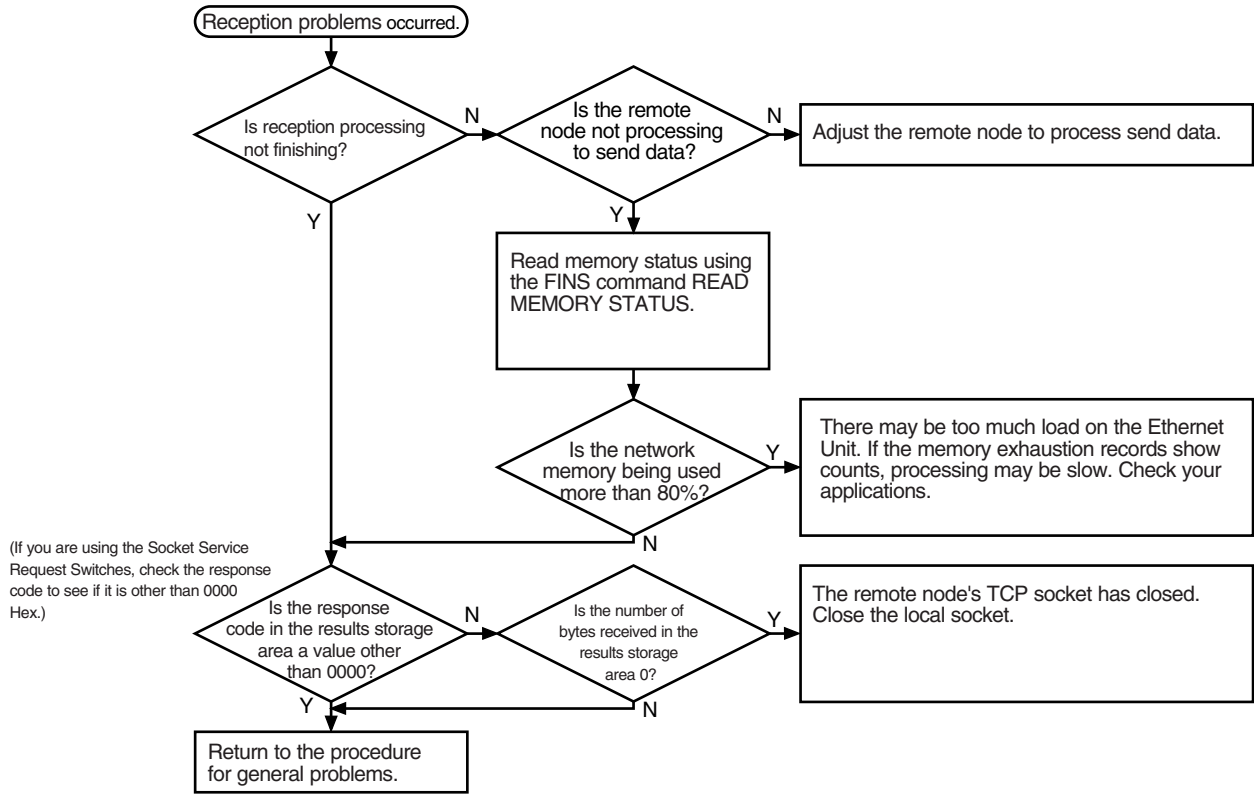 Reception problems occurred.
Is reception processing
not finishing?
N
Y
Is the remote
node not processing
to send data?
N
Y
Adjust the remote node to process send data.
Read memory status using
the FINS command READ
MEMORY STATUS.
Is the network
memory being used
more than 80%?
Y
N
There may be too much load on the Ethernet
Unit. If the memory exhaustion records show
counts, processing may be slow. Check your
applications.
(If you are using the Socket Service
Request Switches, check the response
code to see if it is other than 0000
Hex.)
Is the response
code in the results storage
area a value other
than 0000?
N
Y
Is the number of
bytes received in the
results storage
area 0?
Y
N
The remote node's TCP socket has closed.
Close the local socket.
Return to the procedure
for general problems.